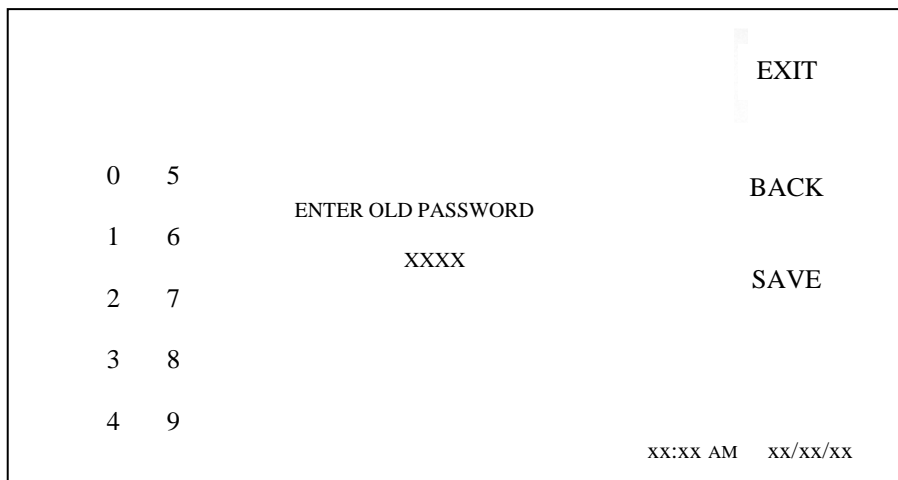 EXIT
0 5
BACK
ENTER OLD PASSWORD
1 6
XXXX
SAVE
2 7
3 8
4 9
xx:xx AM xx/xx/xx